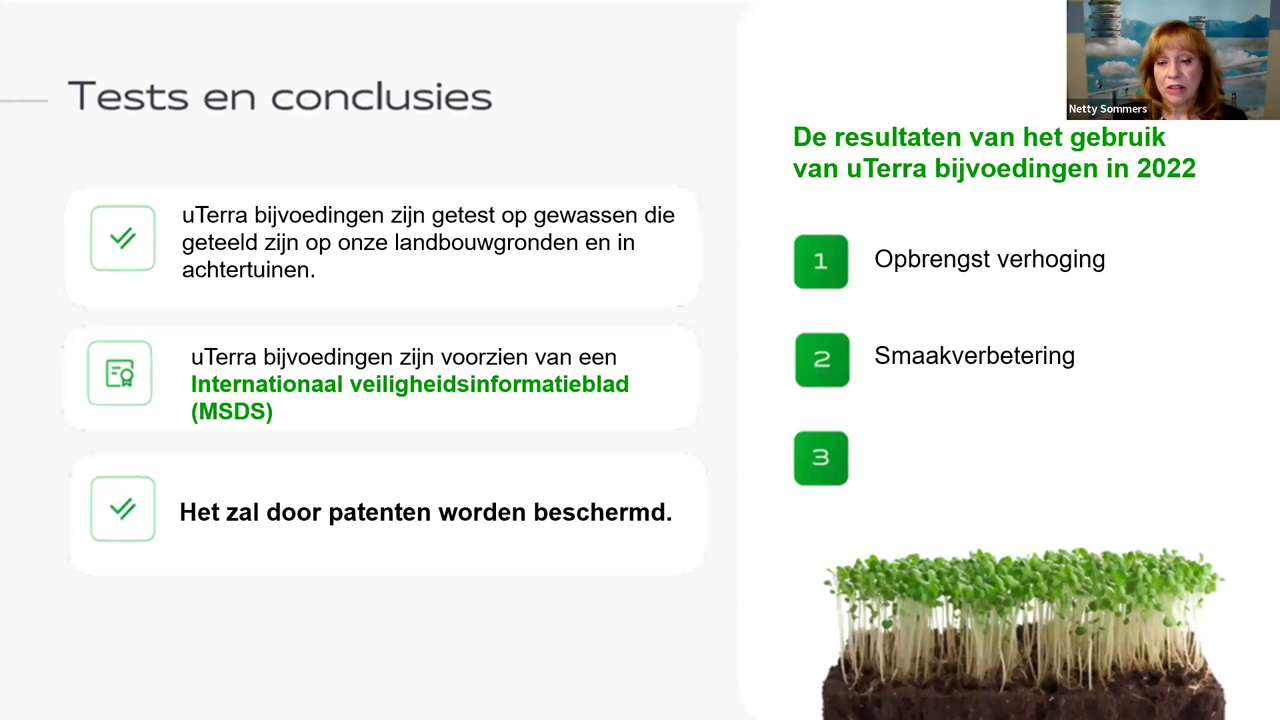 Tests en conclusies
uTerra bijvoedingen zijn getest op gewassen die
geteeld zijn op onze landbouwgronden en in
achtertuinen.
uTerra bijvoedingen zijn voorzien van een
Internationaal veiligheidsinformatieblad
(MSDS)
Het zal door patenten worden beschermd.
Netty Sommers
De resultaten van het gebruik
van uTerra bijvoedingen in 2022
1 Opbrengst verhoging
2 Smaakverbetering
3